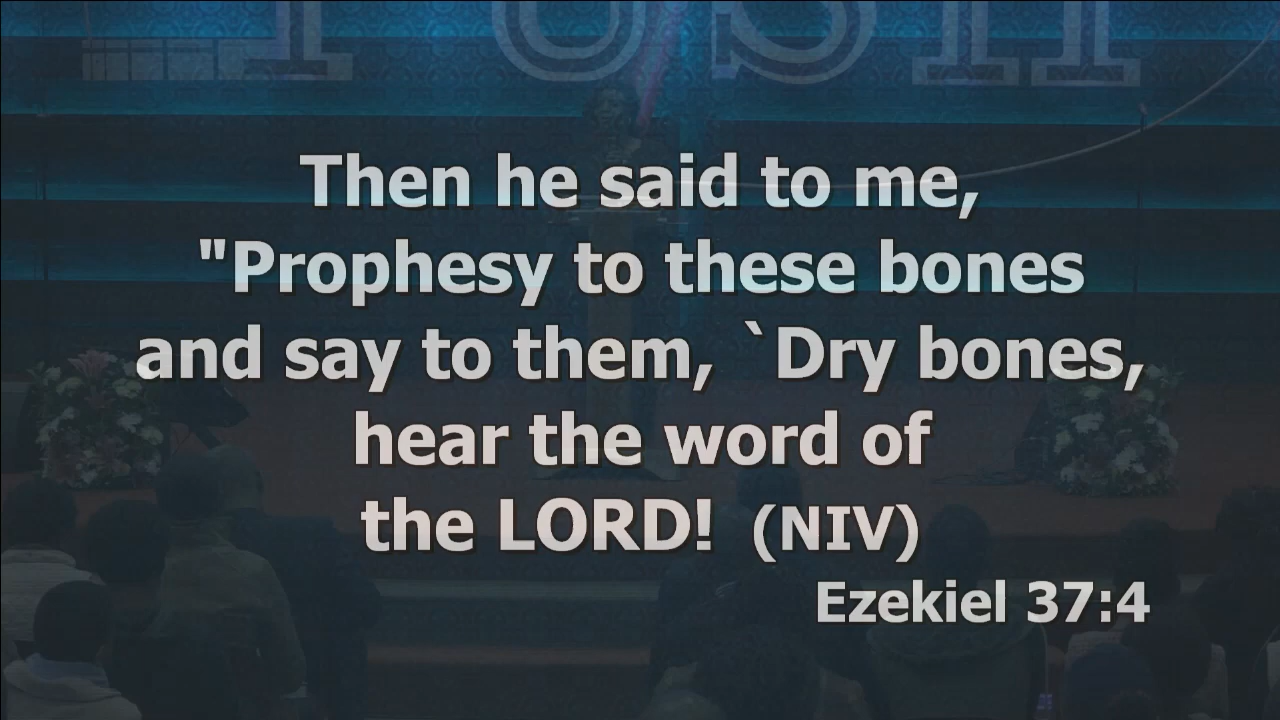 Then he said to me,
"Prophesy to these bones
and say to them, `Dry bones,
hear the word of
the LORD! (NIV)
Ezekiel 37:4